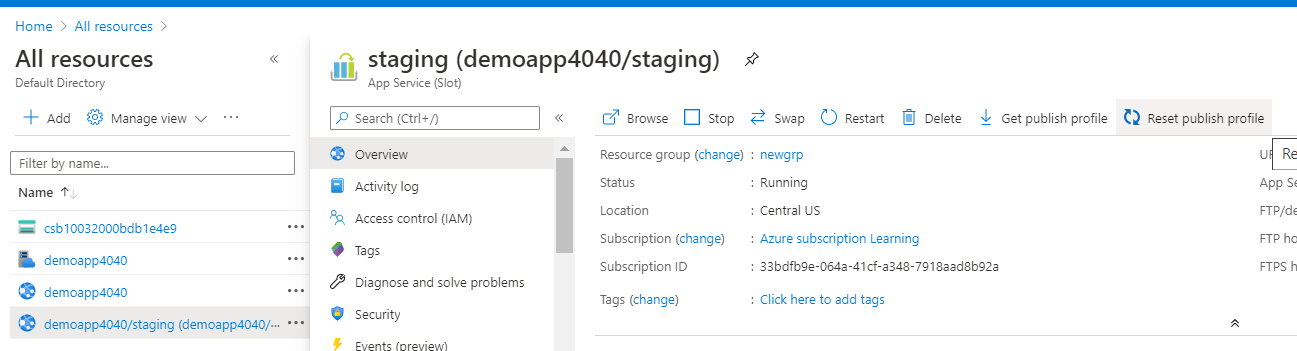 Home > All resources >
All resources «
Default Directory
+ Add Manage view ...
Filter by name...
Name ↑↓
csb10032000bdb1e4e9 ...
demoapp4040 ...
demoapp4040 ...
demoapp4040/staging (demoapp4040/... ...
staging (demoapp4040/staging)
App Service (Slot)
Search (Ctrl+/) «
Overview
Activity log
Access control (IAM)
Tags
Diagnose and solve problems
Security
Events (preview)
Browse Stop Swap Restart Delete Get publish profile Reset publish profile
Resource group (change) : newgrp
Status : Running
Location : Central US
Subscription (change) : Azure subscription Learning
Subscription ID : 33bdfb9e-064a-41cf-a348-7918aad8b92a
Tags (change) : Click here to add tags
Re
App Se
FTP/de
FTP ho
FTPS h